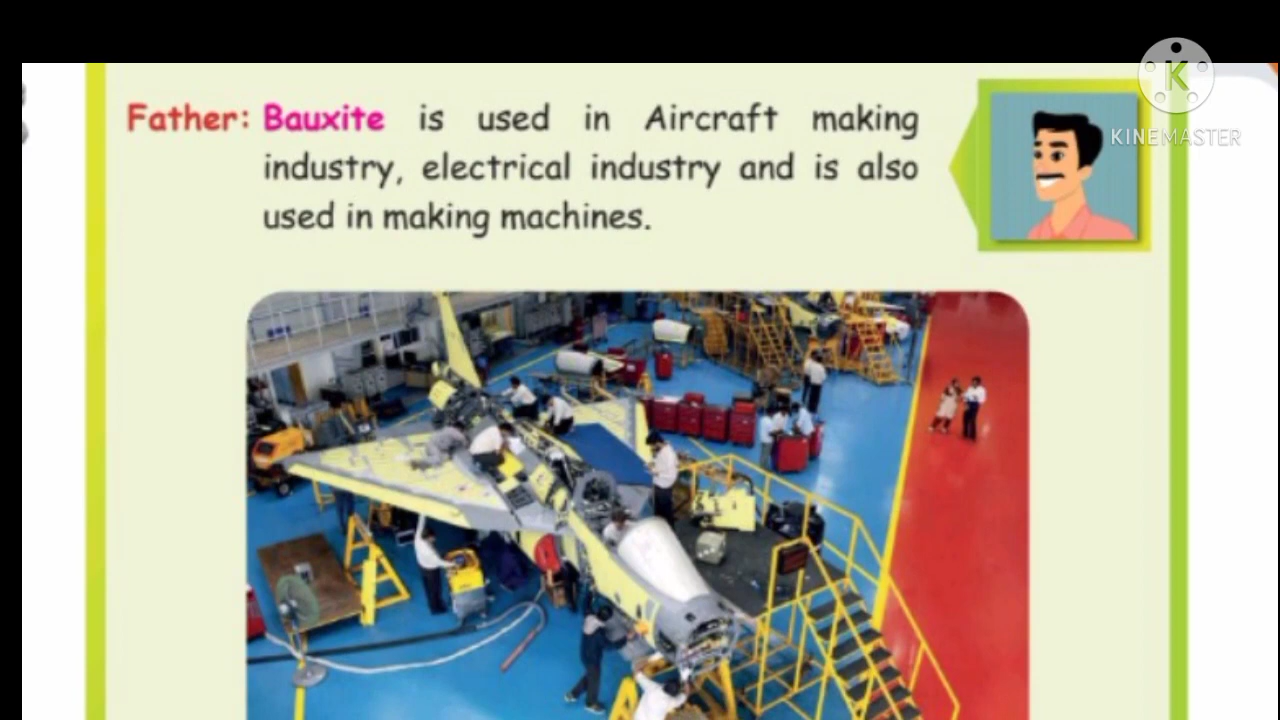 Father: Bauxite is used in Aircraft making
industry, electrical industry and is also
used in making machines.
K
KINEMASTER